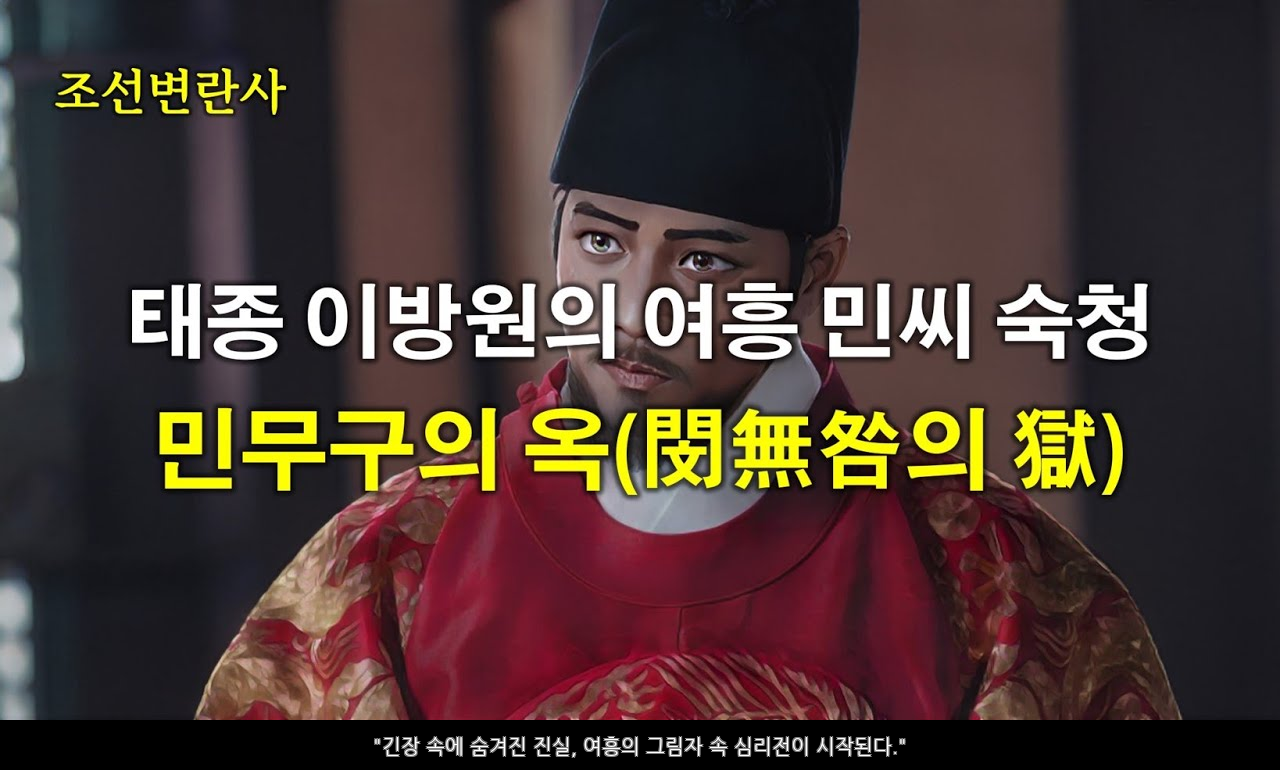 조선변란사
태종 이방원의 여흥 민씨 숙청
민무구의 옥(閔無咎의 獄)
"긴장 속에 숨겨진 진실, 여흥의 그림자 속 심리전이 시작된다."